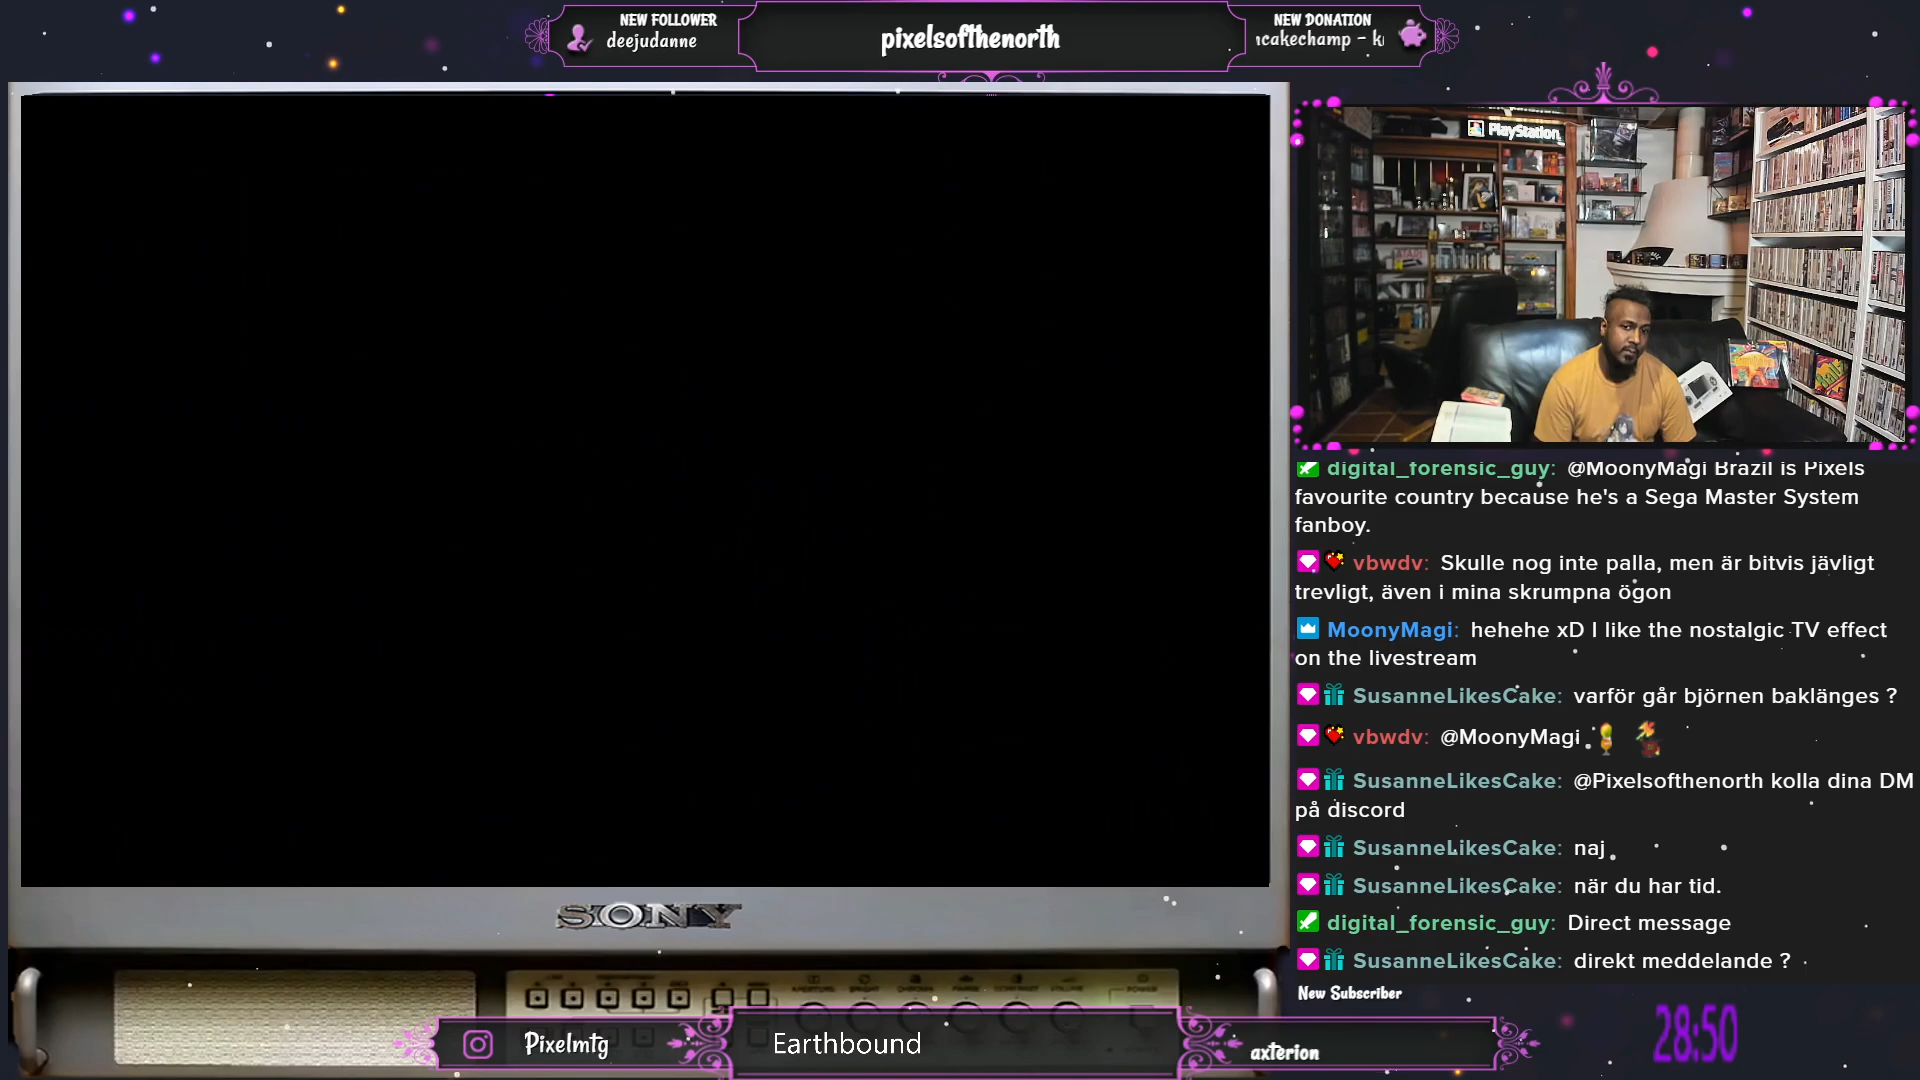 NEW FOLLOWER
deejudanne
pixelsofthenorth
NEW DONATION
PlayStation
digital_forensic_guy: @MoonyMagi Brazil is Pixels
favourite country because he's a Sega Master System
fanboy.
vbwdv: Skulle nog inte palla, men är bitvis jävligt
trevligt, även i mina skrumpna ögon
MoonyMagi: hehehe xD I like the nostalgic TV effect
on the livestream
SusanneLikesCake: varför går björnen baklänges ?
vbwdv: @MoonyMagi
SusanneLikesCake: @Pixelsofthenorth kolla dina DM
på discord
SusanneLikesCake: naj
SusanneLikesCake: när du har tid.
digital_forensic_guy: Direct message
SusanneLikesCake: direkt meddelande ?
SONY
New Subscriber
Pixelmtg
Earthbound
axterion
28:50